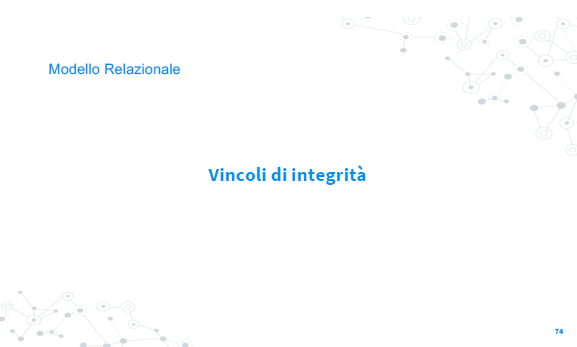 Modello Relazionale
Vincoli di integrità
74